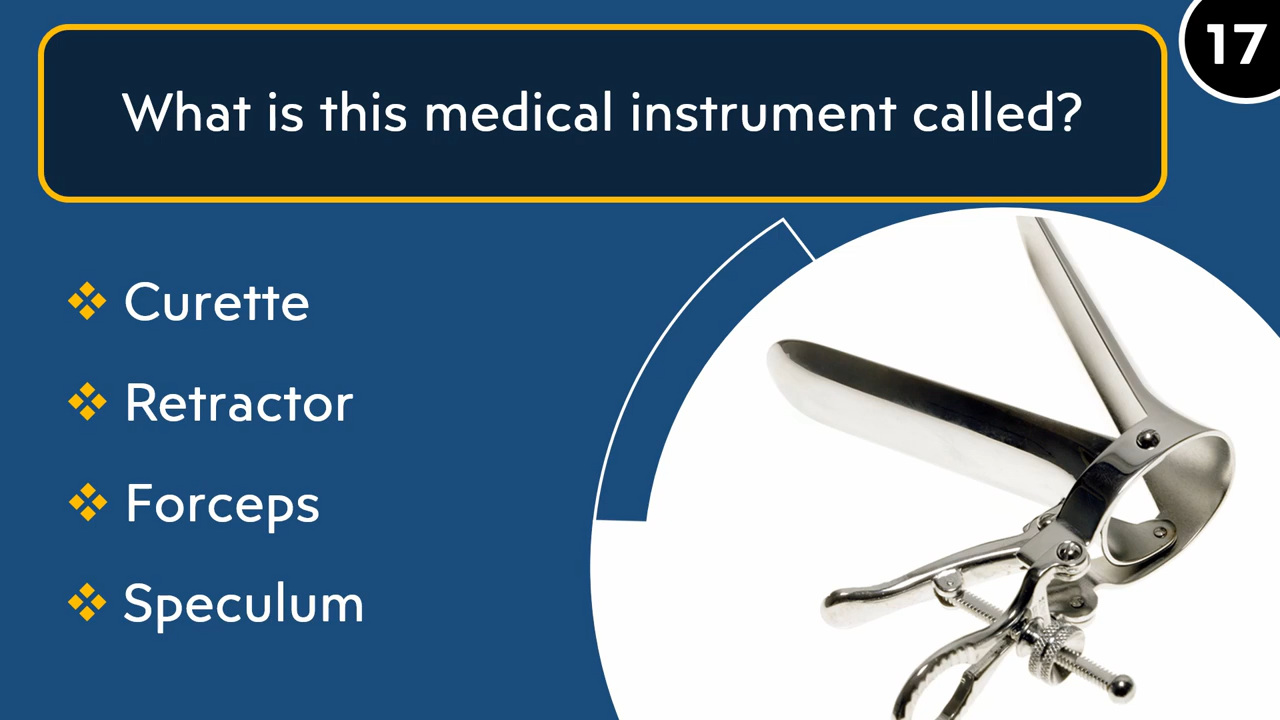 17
What is this medical instrument called?
Curette
Retractor
Forceps
Speculum